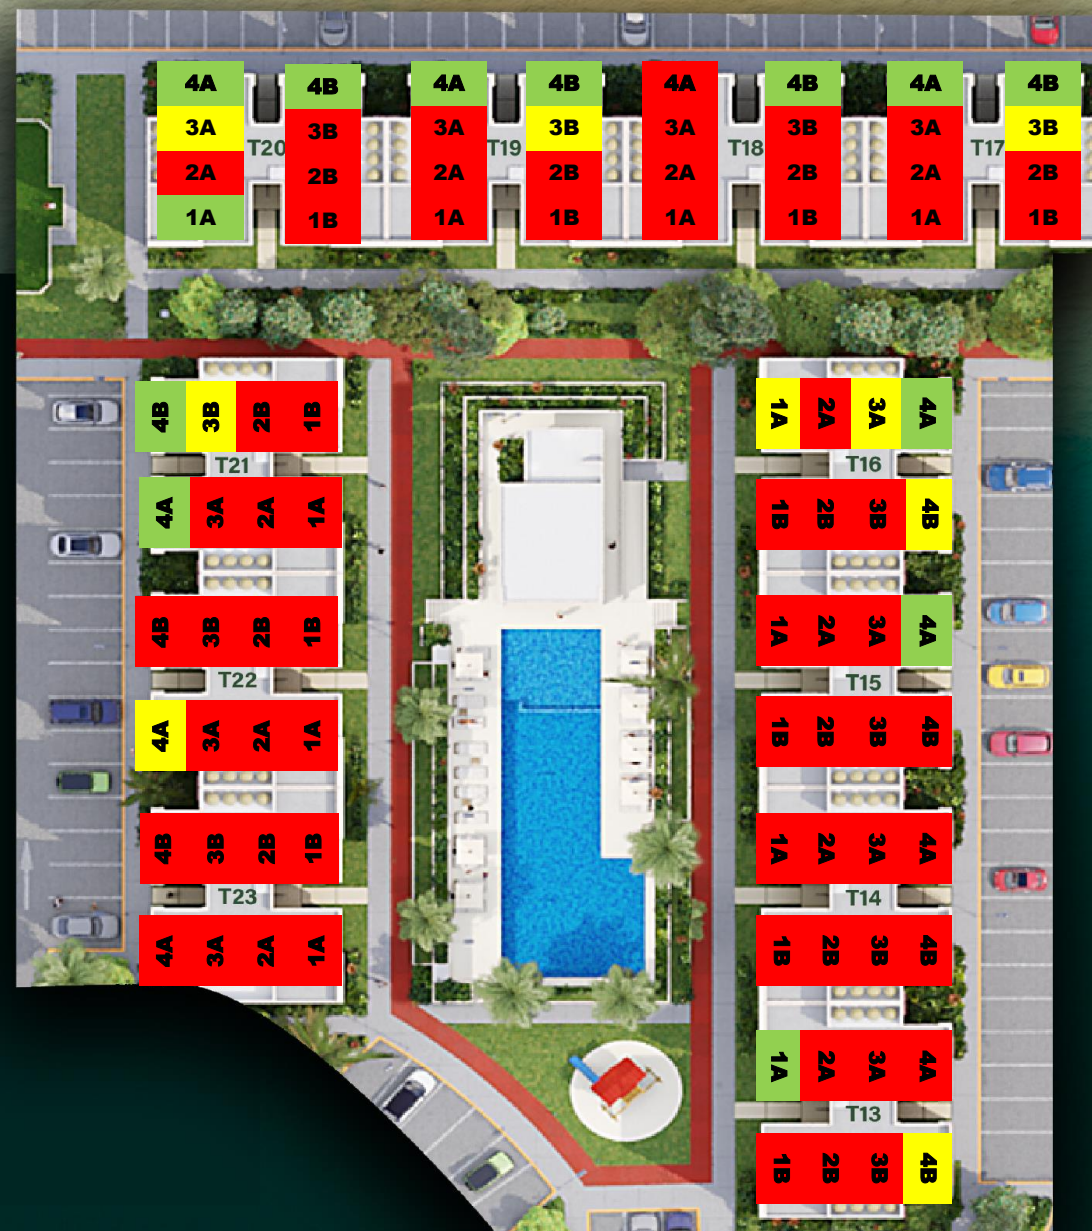 4A 4B 4A 4B 4A 4B 4A 4B
3A 3B 3A 3B 3A 3B 3A 3B
T20 T19 T18 T17
2A 2B 2A 2B 2A 2B 2A 2B
1A 1B 1A 1B 1A 1B 1A 1B
4B 3B 2B 1B
T21
4A 3A 2A 1A
4B 3B 2B 1B
T22
4A 3A 2A 1A
4B 3B 2B 1B
T23
4A 3A 2A 1A
1A 2A 3A 4A
T16
1B 2B 3B 4B
1A 2A 3A 4A
T15
1B 2B 3B 4B
1A 2A 3A 4A
T14
1B 2B 3B 4B
1A 2A 3A 4A
T13
1B 2B 3B 4B